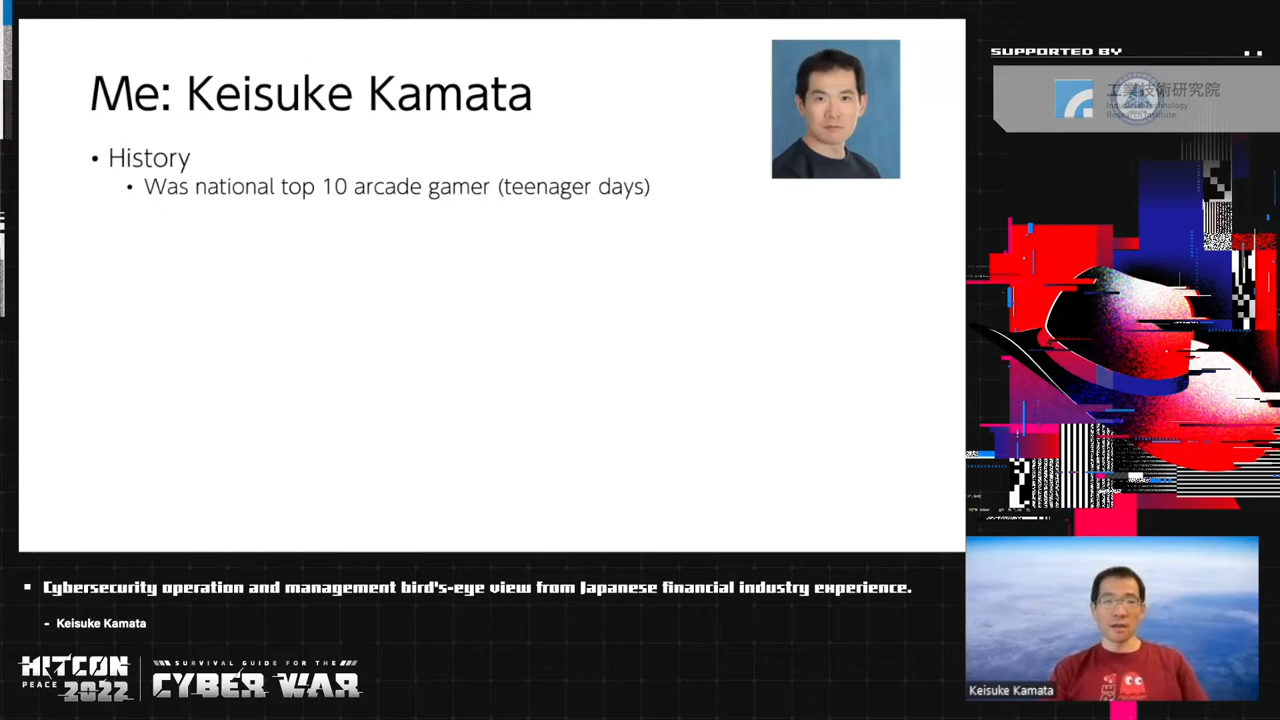 Me: Keisuke Kamata
• History
• Was national top 10 arcade gamer (teenager days)
SUPPORTED BY
工業技術研究院
Industrial Technology
Research Institute
Cybersecurity operation and management bird's-eye view from Japanese financial industry experience.
- Keisuke Kamata
HITCON
PEACE 2022
SURVIVAL GUIDE FOR THE
CYBER WAR
Keisuke Kamata